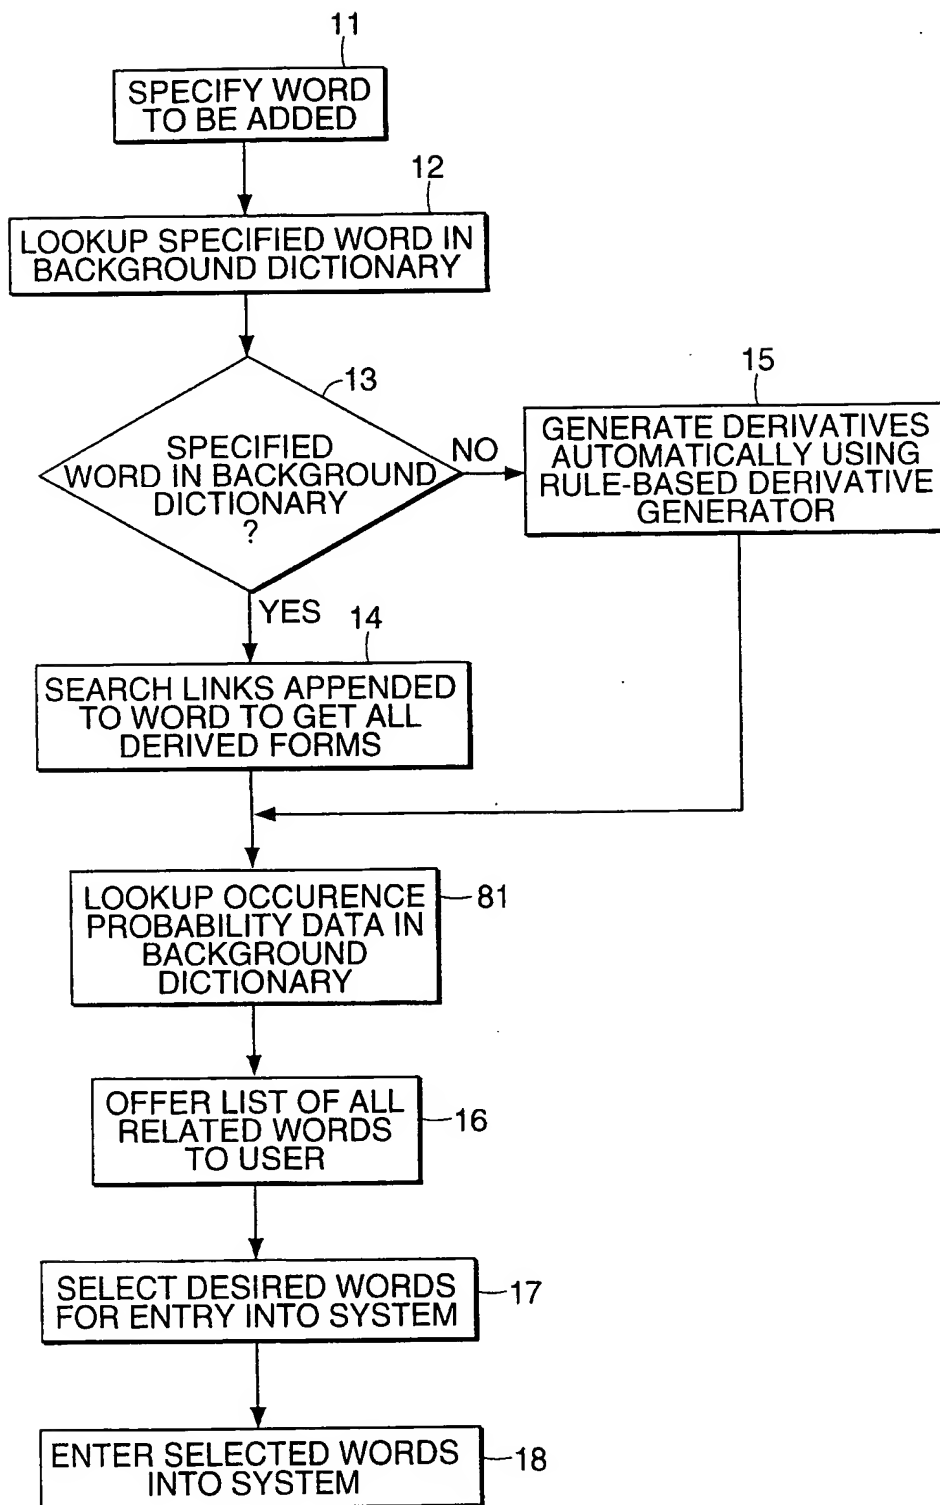 11
SPECIFY WORD
TO BE ADDED
12
LOOKUP SPECIFIED WORD IN
BACKGROUND DICTIONARY
13
SPECIFIED
WORD IN BACKGROUND
DICTIONARY
?
NO
15
GENERATE DERIVATIVES
AUTOMATICALLY USING
RULE-BASED DERIVATIVE
GENERATOR
YES
14
SEARCH LINKS APPENDED
TO WORD TO GET ALL
DERIVED FORMS
LOOKUP OCCURENCE
PROBABILITY DATA IN
BACKGROUND
DICTIONARY
81
OFFER LIST OF ALL
RELATED WORDS
TO USER
16
SELECT DESIRED WORDS
FOR ENTRY INTO SYSTEM
17
ENTER SELECTED WORDS
INTO SYSTEM
18